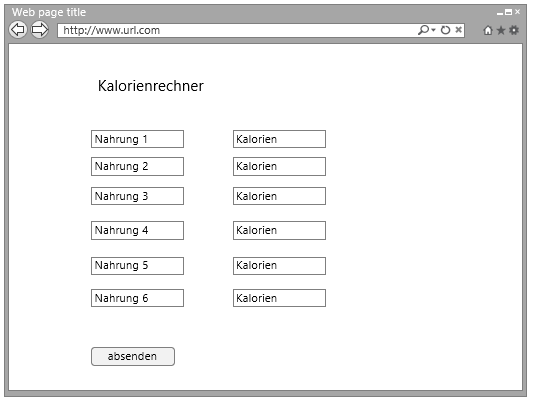 Web page title
http://www.url.com
Kalorienrechner
Nahrung 1 Kalorien
Nahrung 2 Kalorien
Nahrung 3 Kalorien
Nahrung 4 Kalorien
Nahrung 5 Kalorien
Nahrung 6 Kalorien
absenden